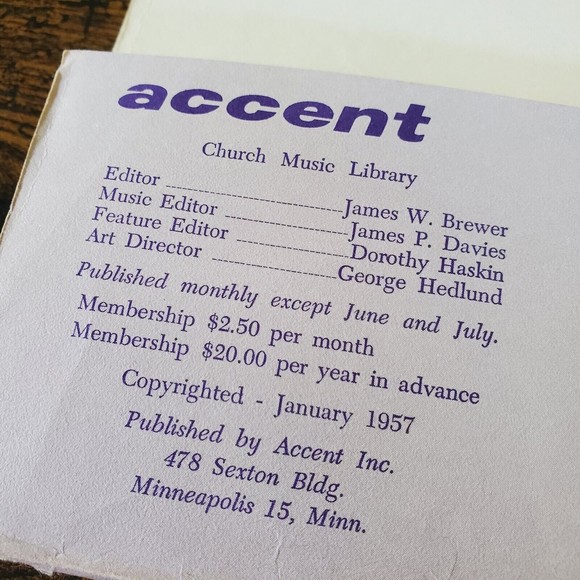 accent
Church Music Library
Editor James W. Brewer
Music Editor James P. Davies
Feature Editor Dorothy Haskin
Art Director George Hedlund
Published monthly except June and July.
Membership $2.50 per month
Membership $20.00 per year in advance
Copyrighted - January 1957
Published by Accent Inc.
478 Sexton Bldg.
Minneapolis 15, Minn.